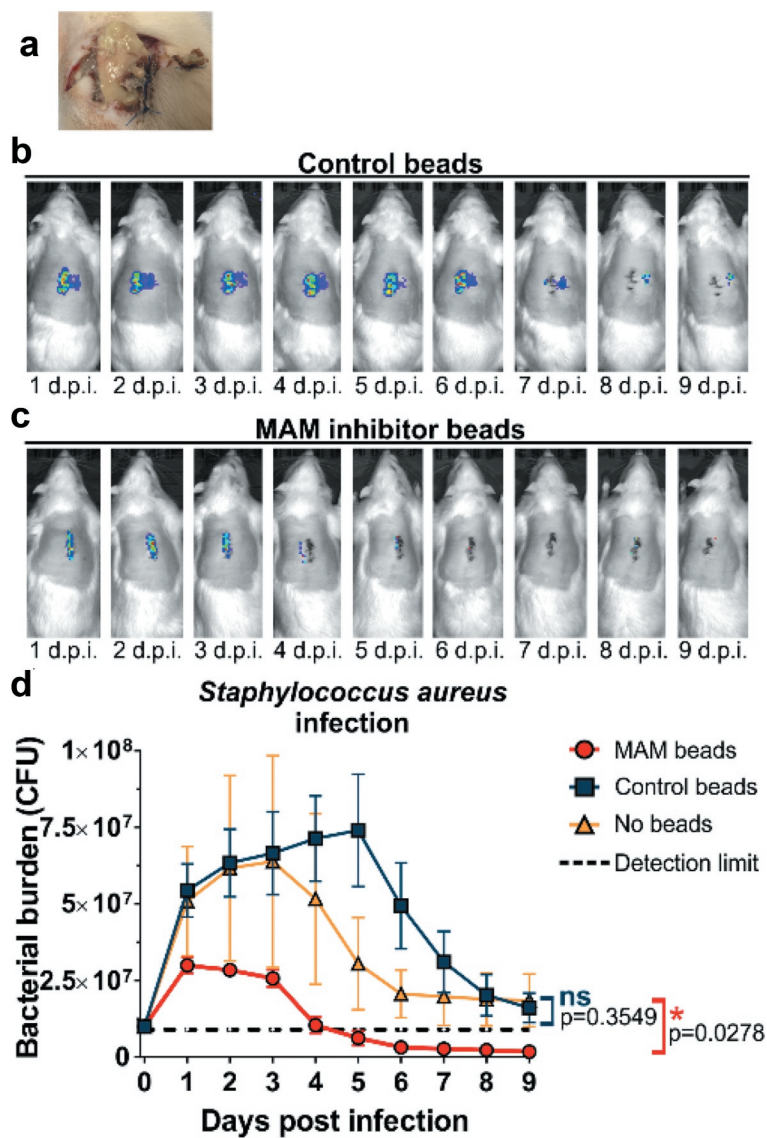 a
b
Control beads
1 d.p.i. 2 d.p.i. 3 d.p.i. 4 d.p.i. 5 d.p.i. 6 d.p.i. 7 d.p.i. 8 d.p.i. 9 d.p.i.
c
MAM inhibitor beads
1 d.p.i. 2 d.p.i. 3 d.p.i. 4 d.p.i. 5 d.p.i. 6 d.p.i. 7 d.p.i. 8 d.p.i. 9 d.p.i.
d
Staphylococcus aureus
infection
Bacterial burden (CFU)
1×10⁸
7.5×10⁷
5×10⁷
2.5×10⁷
0
0 1 2 3 4 5 6 7 8 9
Days post infection
MAM beads
Control beads
No beads
Detection limit
ns
p=0.3549
*
p=0.0278